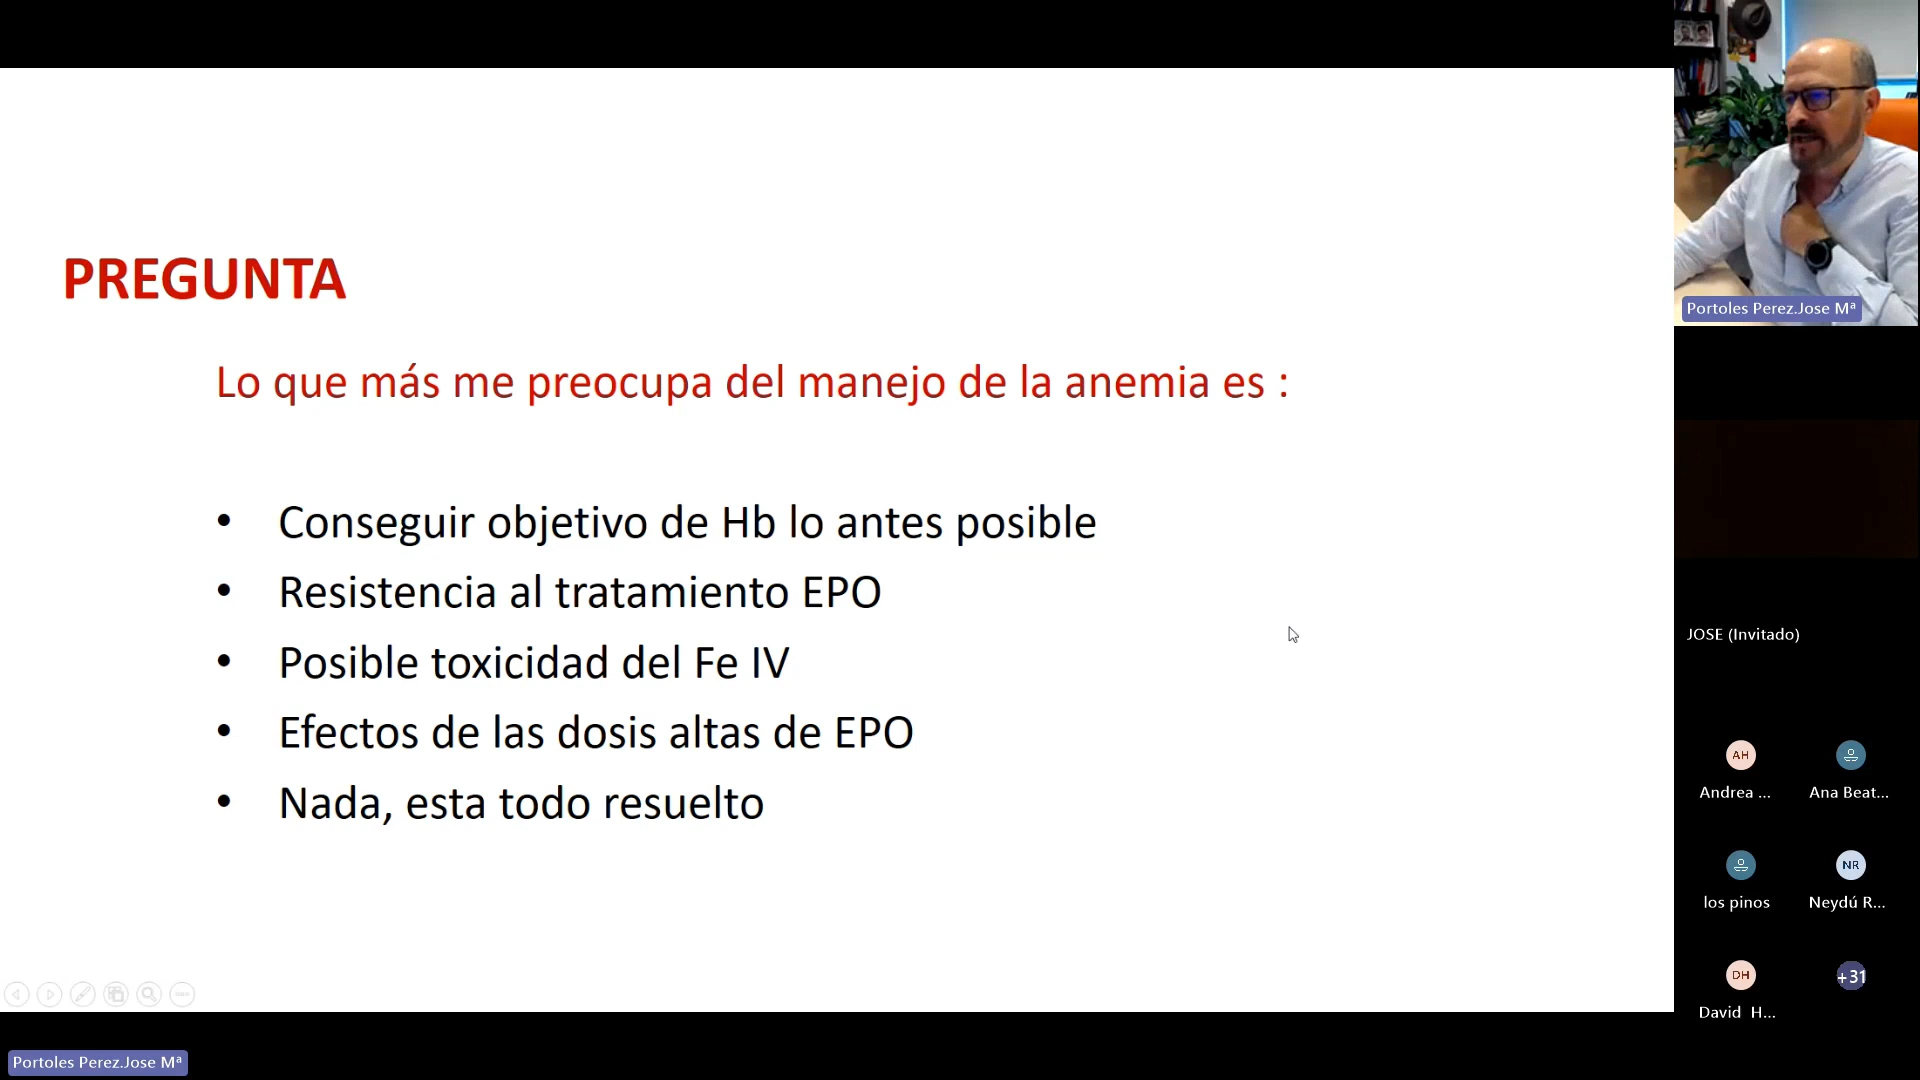 PREGUNTA
Lo que más me preocupa del manejo de la anemia es :
• Conseguir objetivo de Hb lo antes posible
• Resistencia al tratamiento EPO
• Posible toxicidad del Fe IV
• Efectos de las dosis altas de EPO
• Nada, esta todo resuelto
Portoles Perez.Jose Mª
Portoles Perez.Jose Mª
JOSE (Invitado)
AH
Andrea ...
Ana Beat...
los pinos
NR
Neydú R...
DH
David H...
+31